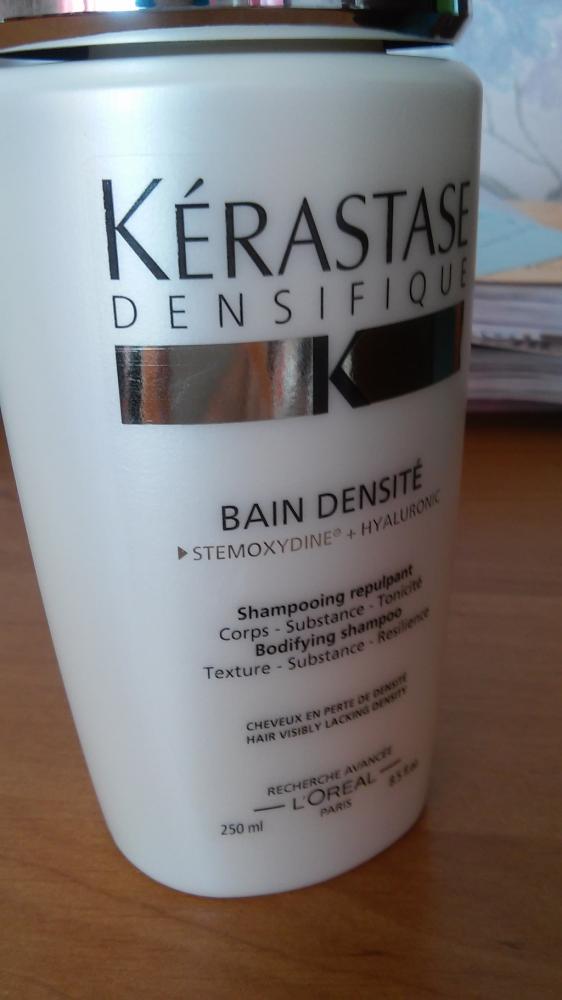 KÉRASTASE
DENSIFIQUE
K
BAIN DENSITÉ
STEMOXYDINE® + HYALURONIC
Shampooing repulpant
Corps - Substance - Tonicité
Bodifying shampoo
Texture - Substance - Resilience
CHEVEUX EN PERTE DE DENSITÉ
HAIR VISIBLY LACKING DENSITY
RECHERCHE AVANCÉE
L'ORÉAL
PARIS
250 ml 8.5 fl.oz